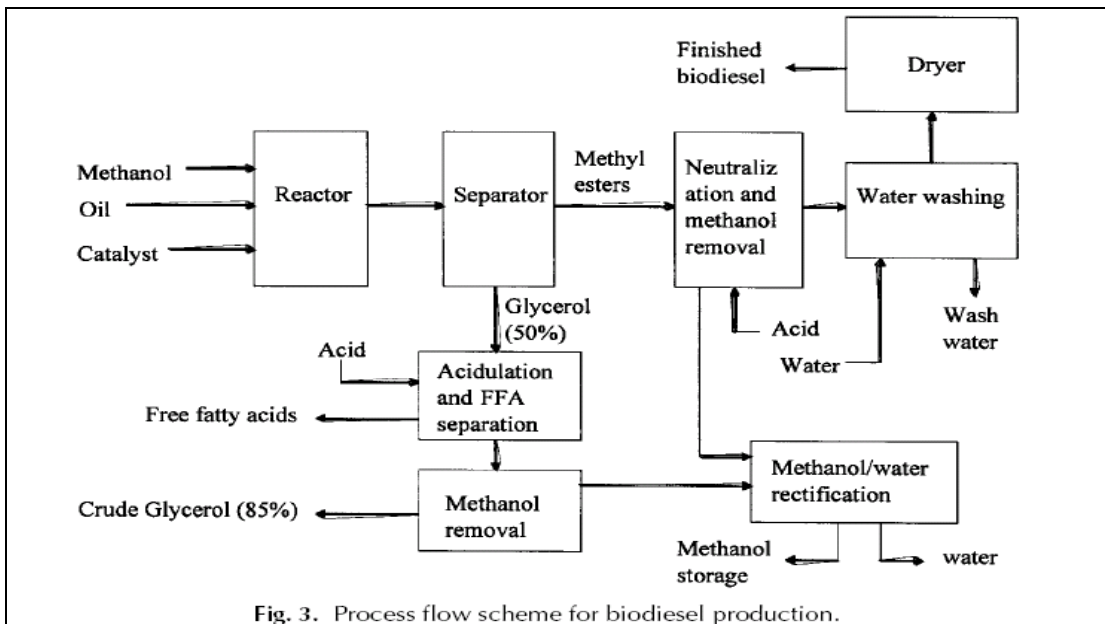 Finished
biodiesel
Dryer
Methanol
Oil
Catalyst
Reactor
Separator
Methyl
esters
Neutraliz
ation and
methanol
removal
Water washing
Glycerol
(50%)
Acid
Water
Wash
water
Acid
Free fatty acids
Acidulation
and FFA
separation
Crude Glycerol (85%)
Methanol
removal
Methanol/water
rectification
Methanol
storage
water
Fig. 3. Process flow scheme for biodiesel production.